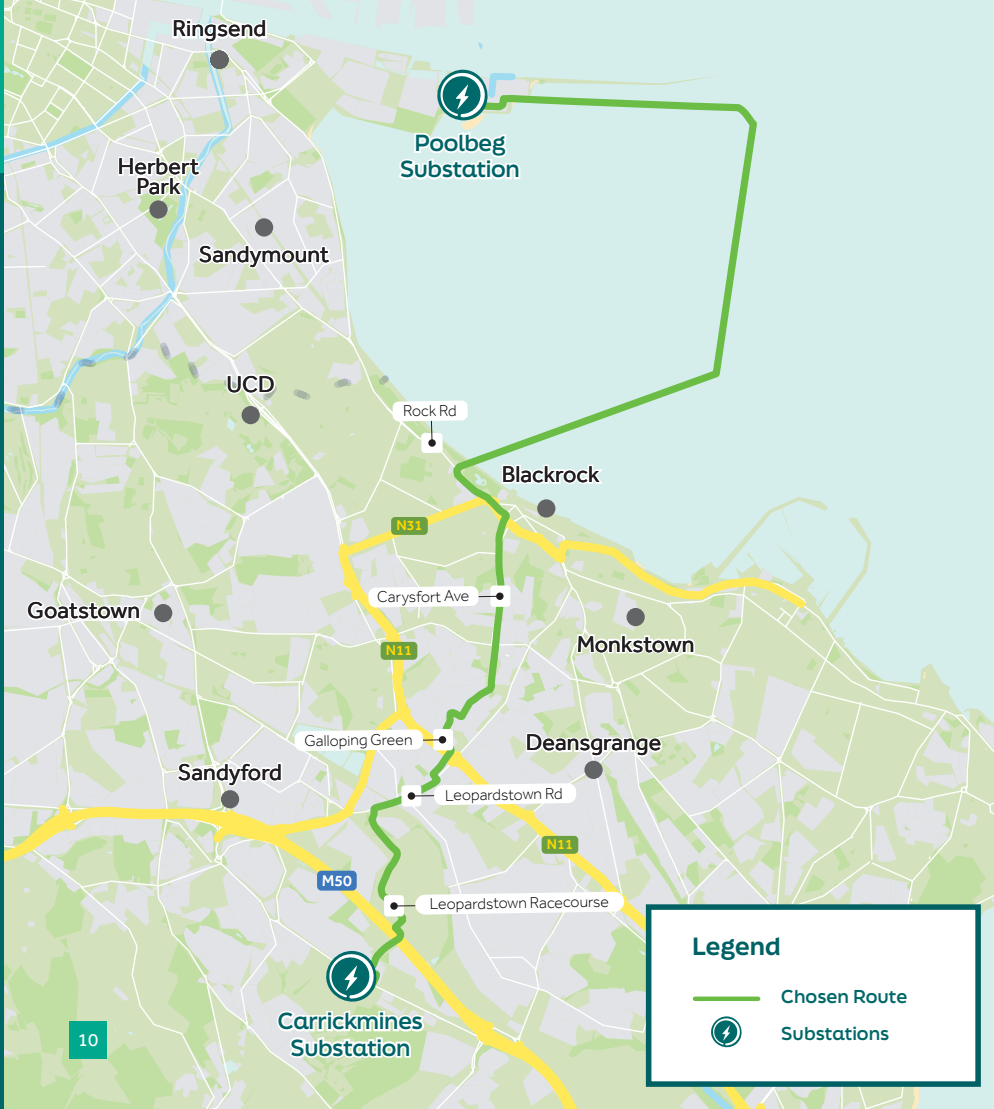 Ringsend
Poolbeg
Substation
Herbert
Park
Sandymount
UCD
Rock Rd
Blackrock
N31
Carysfort Ave
Goatstown
Monkstown
N11
Galloping Green
Deansgrange
Sandyford
Leopardstown Rd
N11
M50
Leopardstown Racecourse
Carrickmines
Substation
Legend
Chosen Route
Substations
10